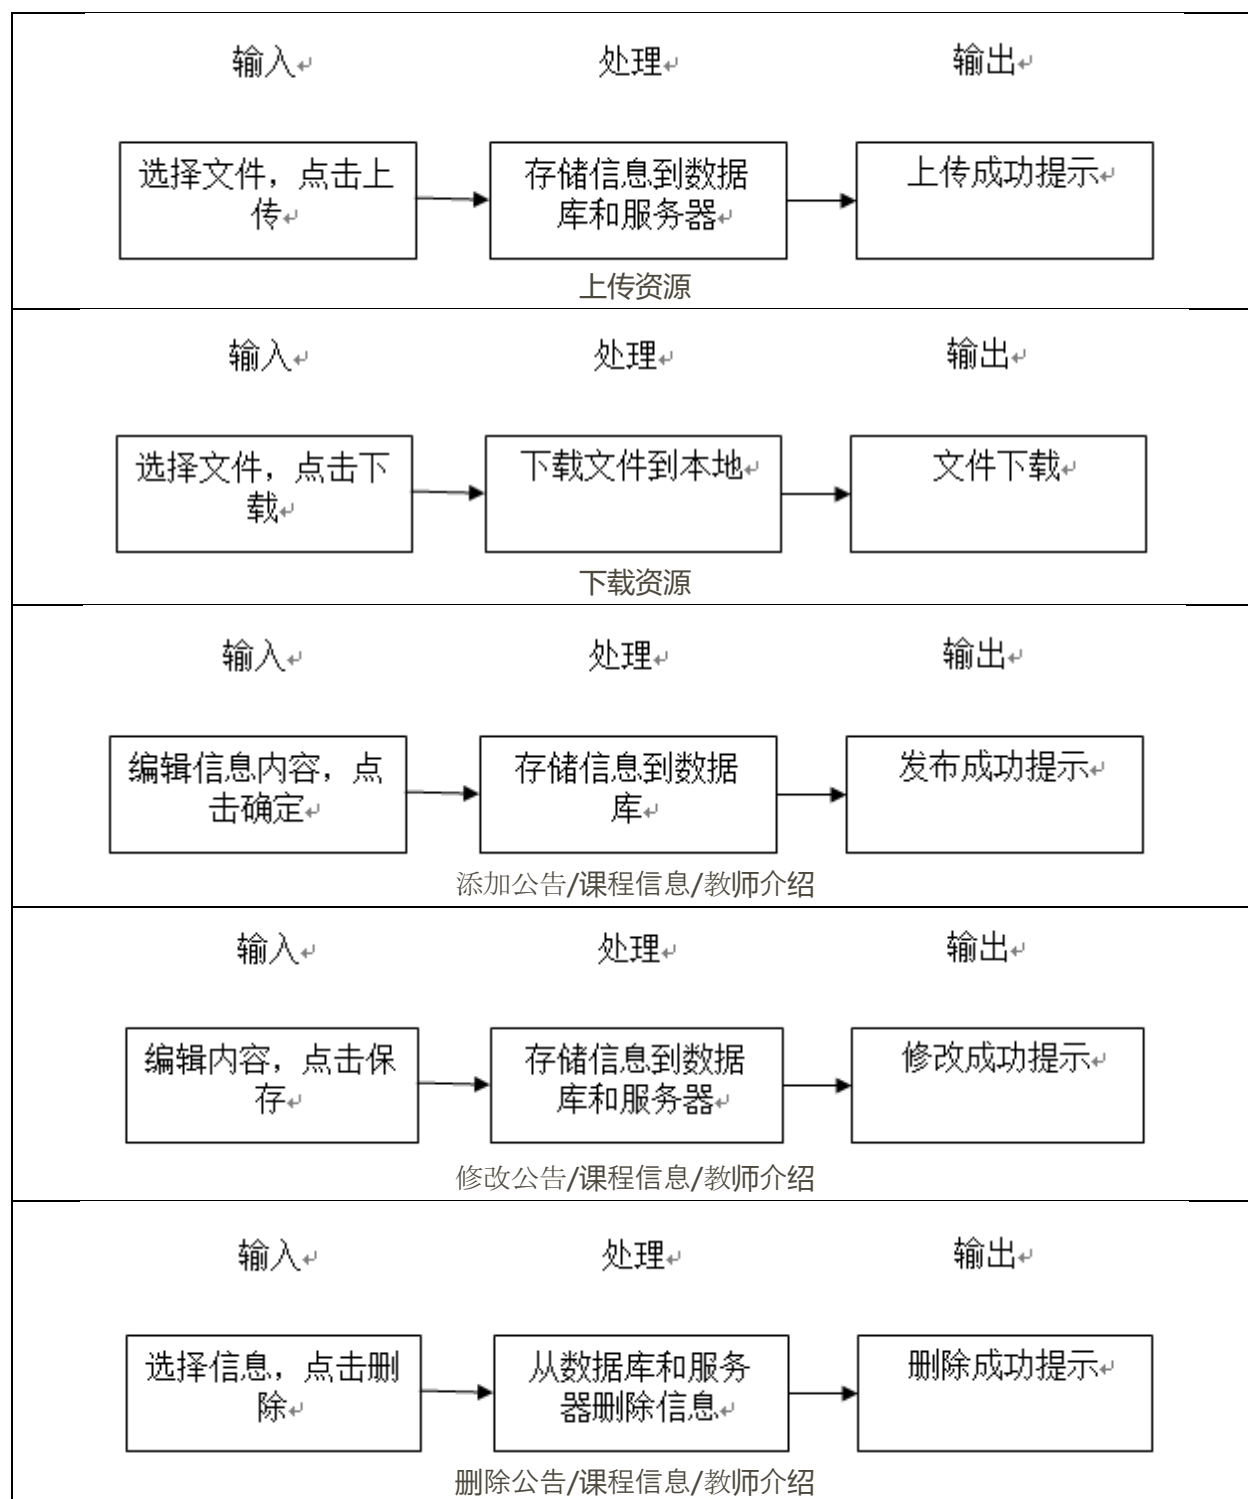 输入 处理 输出
选择文件，点击上
传
存储信息到数据
库和服务器
上传成功提示
上传资源
输入 处理 输出
选择文件，点击下
载
下载文件到本地
文件下载
下载资源
输入 处理 输出
编辑信息内容，点
击确定
存储信息到数据
库
发布成功提示
添加公告/课程信息/教师介绍
输入 处理 输出
编辑内容，点击保
存
存储信息到数据
库和服务器
修改成功提示
修改公告/课程信息/教师介绍
输入 处理 输出
选择信息，点击删
除
从数据库和服务
器删除信息
删除成功提示
删除公告/课程信息/教师介绍